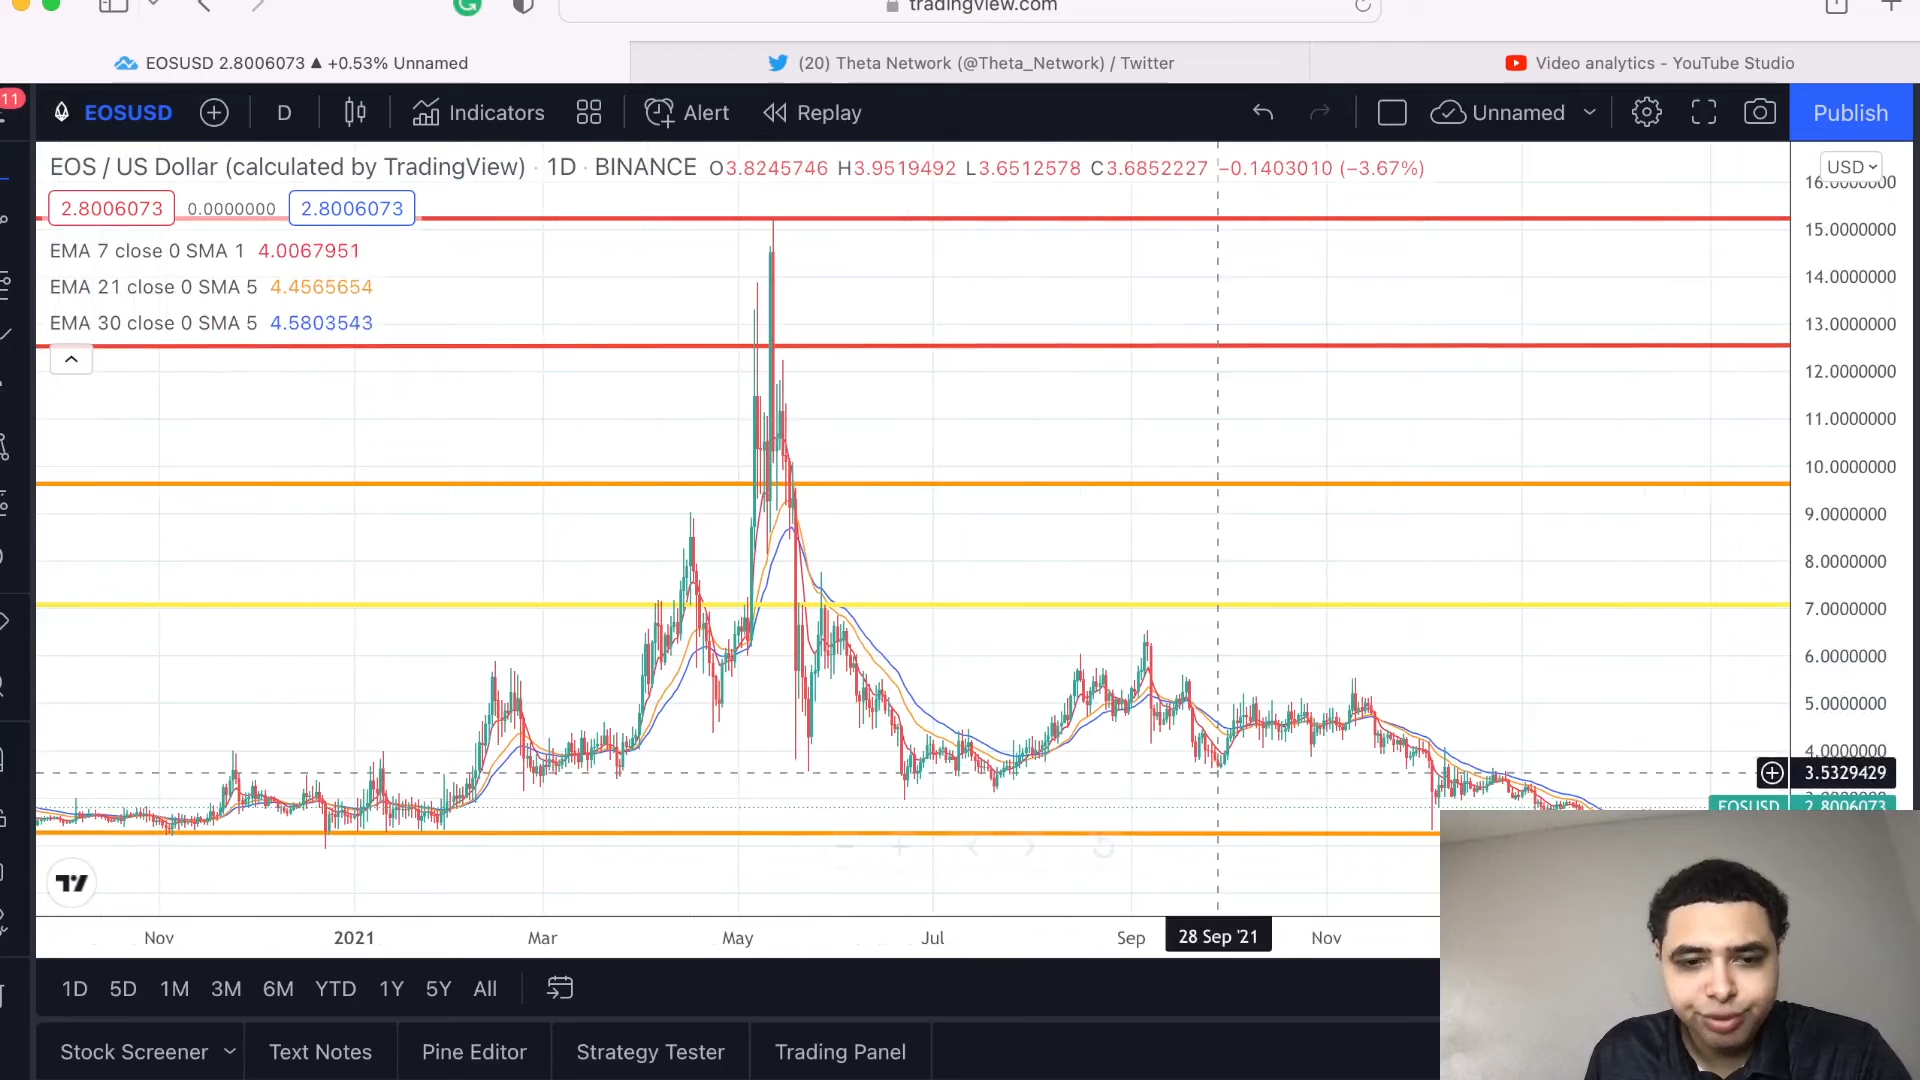 tradingview.com
EOSUSD 2.8006073 ▲ +0.53% Unnamed
(20) Theta Network (@Theta_Network) / Twitter
Video analytics - YouTube Studio
11
EOSUSD D Indicators Alert Replay Unnamed Publish
EOS / US Dollar (calculated by TradingView) · 1D · BINANCE O3.8245746 H3.9519492 L3.6512578 C3.6852227 −0.1403010 (−3.67%)
USD
16.0000000
2.8006073 0.0000000 2.8006073
15.0000000
EMA 7 close 0 SMA 1 4.0067951
14.0000000
EMA 21 close 0 SMA 5 4.4565654
EMA 30 close 0 SMA 5 4.5803543
13.0000000
12.0000000
11.0000000
10.0000000
9.0000000
8.0000000
7.0000000
6.0000000
5.0000000
4.0000000
3.5329429
EOSUSD 2.8006073
Nov 2021 Mar May Jul Sep 28 Sep '21 Nov
1D 5D 1M 3M 6M YTD 1Y 5Y All
Stock Screener Text Notes Pine Editor Strategy Tester Trading Panel